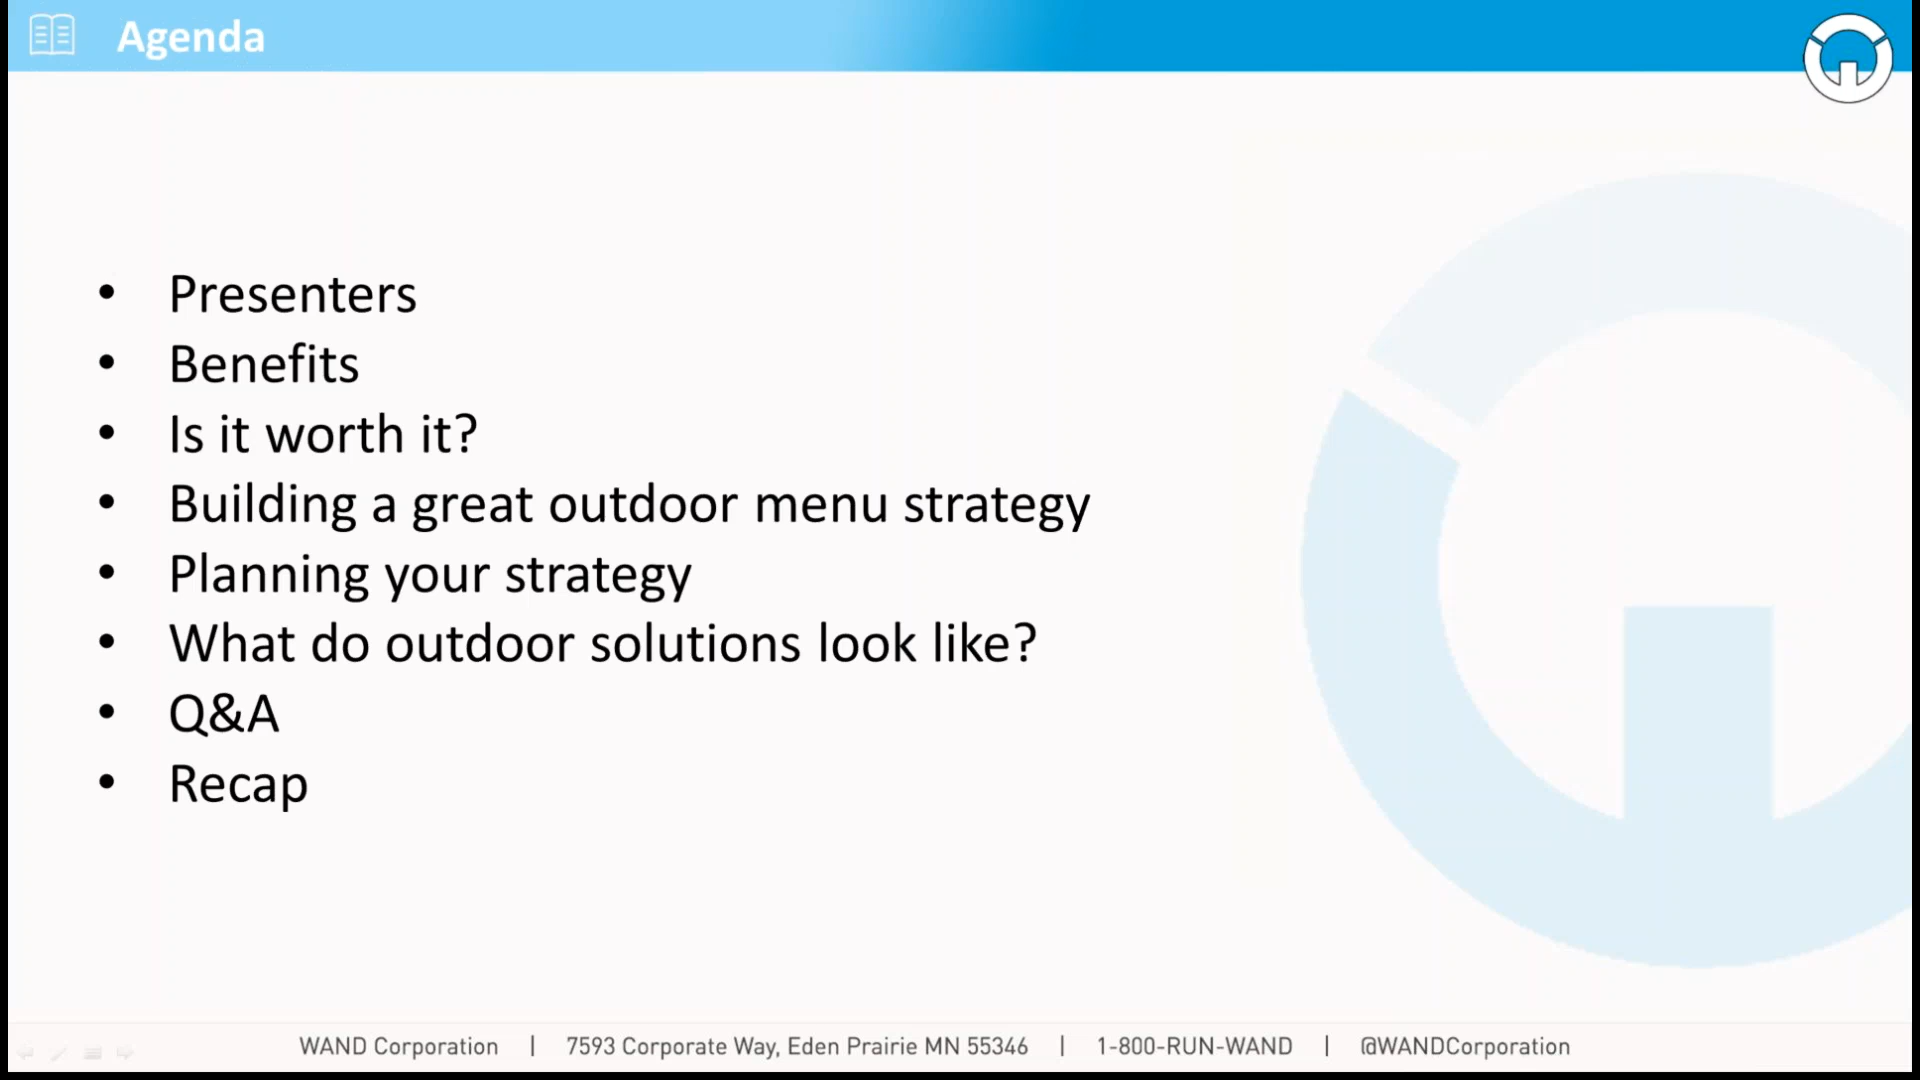 Agenda
• Presenters
• Benefits
• Is it worth it?
• Building a great outdoor menu strategy
• Planning your strategy
• What do outdoor solutions look like?
• Q&A
• Recap
WAND Corporation | 7593 Corporate Way, Eden Prairie MN 55346 | 1-800-RUN-WAND | @WANDCorporation